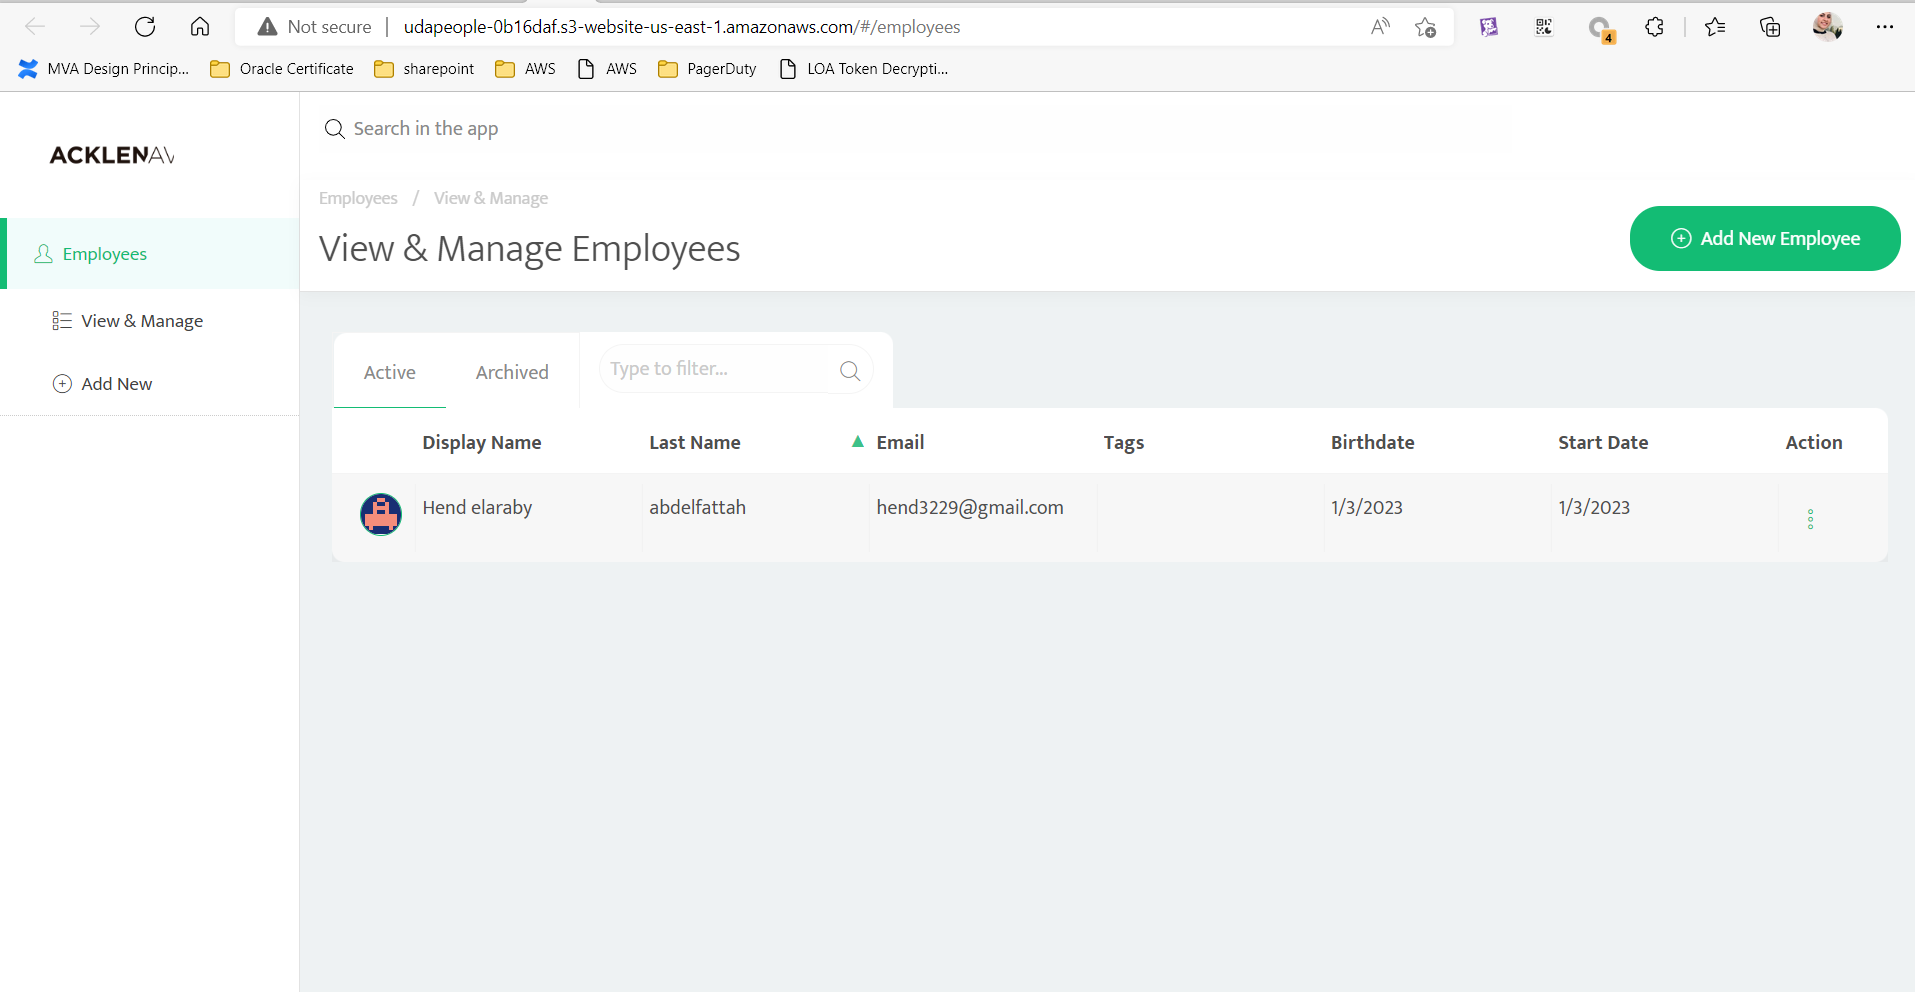 Not secure | udapeople-0b16daf.s3-website-us-east-1.amazonaws.com/#/employees
4
MVA Design Princip... Oracle Certificate sharepoint AWS AWS PagerDuty LOA Token Decrypti...
ACKLENAV
Search in the app
Employees / View & Manage
View & Manage Employees
Add New Employee
Employees
View & Manage
Add New
Active Archived Type to filter...
Display Name Last Name Email Tags Birthdate Start Date Action
Hend elaraby abdelfattah hend3229@gmail.com 1/3/2023 1/3/2023